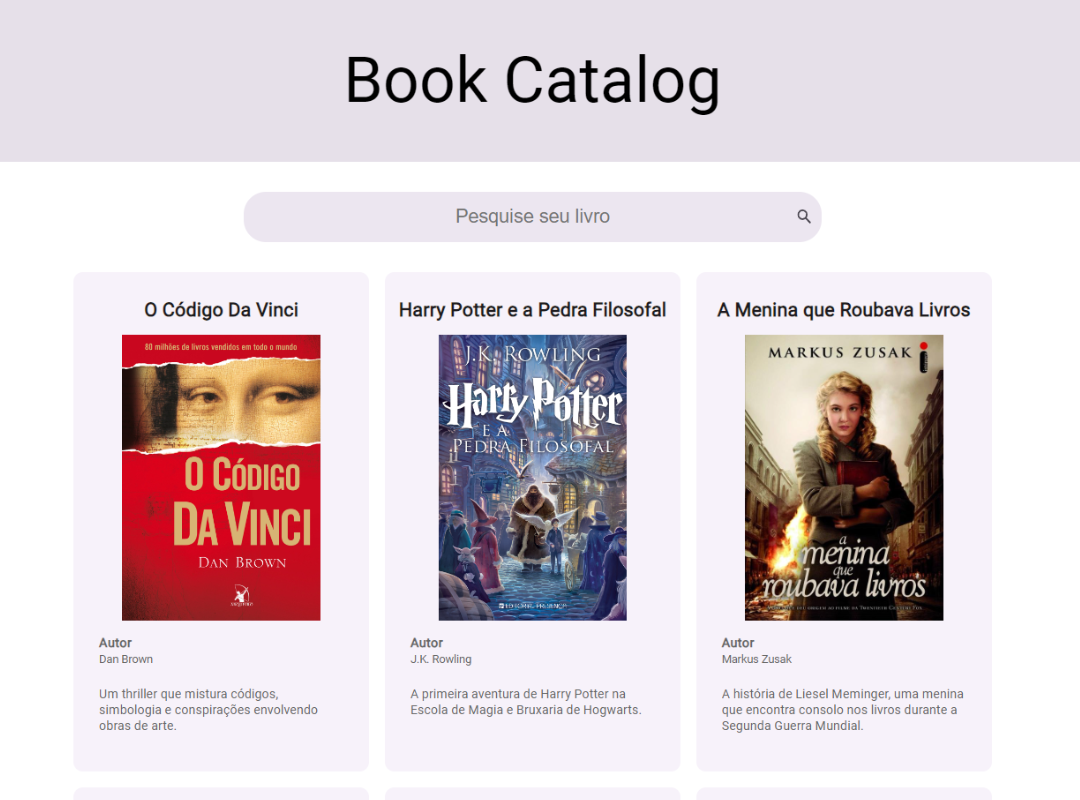 Book Catalog
Pesquise seu livro
O Código Da Vinci
80 milhões de livros vendidos em todo o mundo
O CÓDIGO
DA VINCI
DAN BROWN
Autor
Dan Brown
Um thriller que mistura códigos,
simbologia e conspirações envolvendo
obras de arte.
Harry Potter e a Pedra Filosofal
J.K. ROWLING
Harry Potter
E A
PEDRA FILOSOFAL
EDITORIAL PRESENÇA
Autor
J.K. Rowling
A primeira aventura de Harry Potter na
Escola de Magia e Bruxaria de Hogwarts.
A Menina que Roubava Livros
MARKUS ZUSAK
a
menina
que
roubava livros
Autor
Markus Zusak
A história de Liesel Meminger, uma menina
que encontra consolo nos livros durante a
Segunda Guerra Mundial.